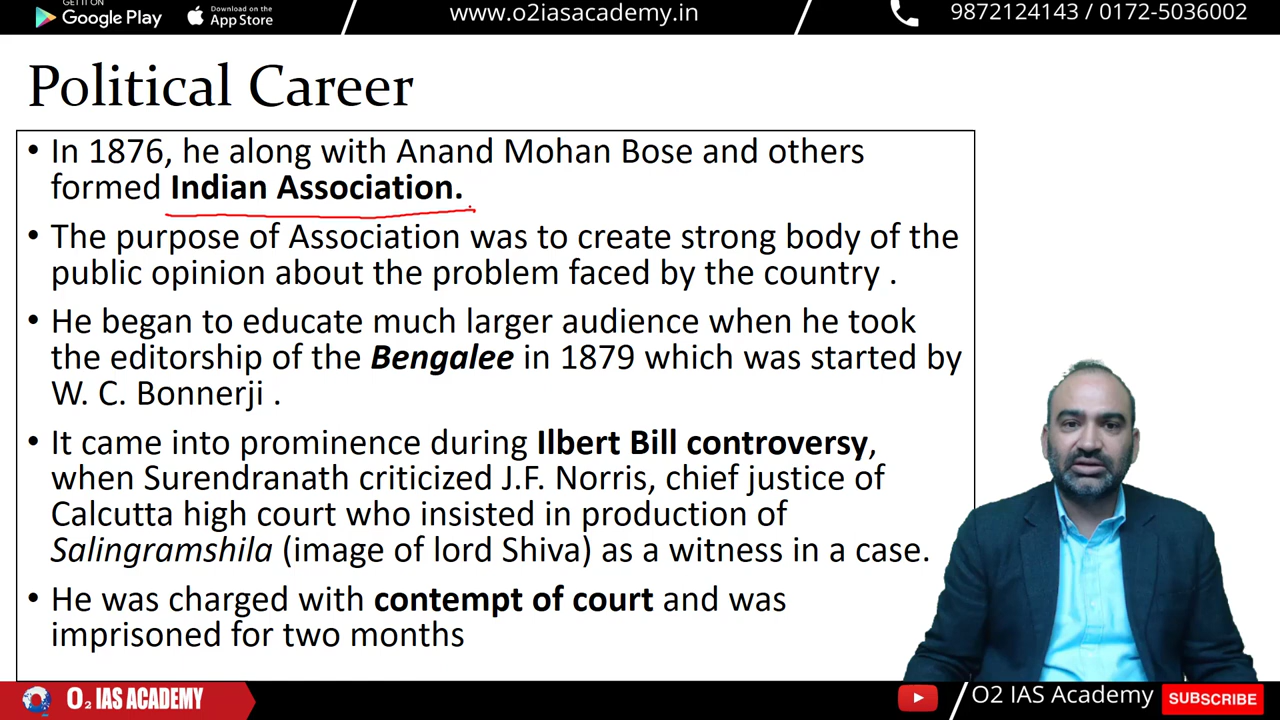 GET IT ON
Google Play
Download on the
App Store
www.o2iasacademy.in
9872124143 / 0172-5036002
Political Career
• In 1876, he along with Anand Mohan Bose and others
formed Indian Association.
• The purpose of Association was to create strong body of the
public opinion about the problem faced by the country .
• He began to educate much larger audience when he took
the editorship of the Bengalee in 1879 which was started by
W. C. Bonnerji .
• It came into prominence during Ilbert Bill controversy,
when Surendranath criticized J.F. Norris, chief justice of
Calcutta high court who insisted in production of
Salingramshila (image of lord Shiva) as a witness in a case.
• He was charged with contempt of court and was
imprisoned for two months
O₂ IAS ACADEMY
O2 IAS Academy
SUBSCRIBE